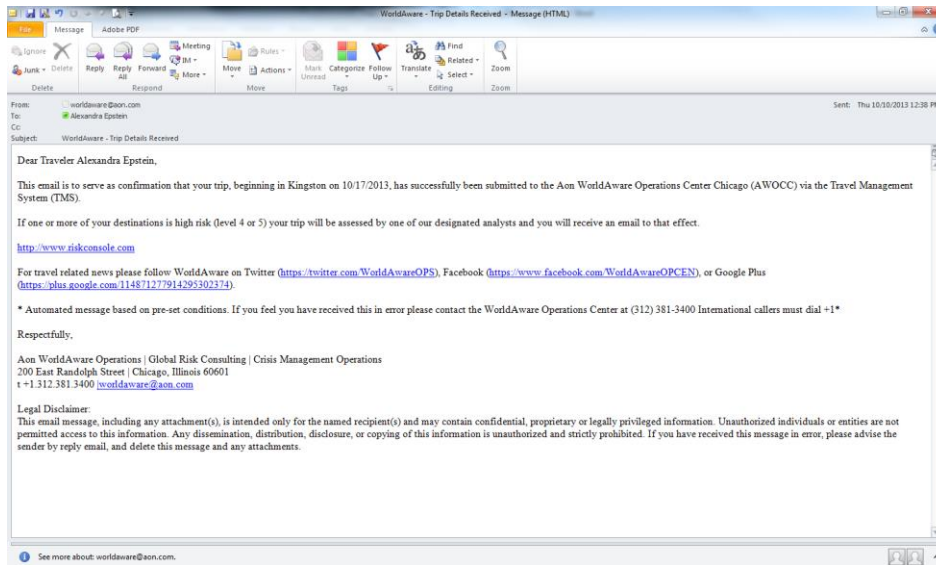 WorldAware - Trip Details Received - Message (HTML)
File Message Adobe PDF
Ignore
Junk Delete
Reply Reply All Forward
Meeting
IM
More
Move
Rules
Actions
Mark Unread
Categorize
Follow Up
Translate
Find
Related
Select
Zoom
Delete Respond Move Tags Editing Zoom
From: worldaware@aon.com Sent: Thu 10/10/2013 12:38 PM
To: Alexandra Epstein
Cc:
Subject: WorldAware - Trip Details Received
Dear Traveler Alexandra Epstein,
This email is to serve as confirmation that your trip, beginning in Kingston on 10/17/2013, has successfully been submitted to the Aon WorldAware Operations Center Chicago (AWOCC) via the Travel Management
System (TMS).
If one or more of your destinations is high risk (level 4 or 5) your trip will be assessed by one of our designated analysts and you will receive an email to that effect.
http://www.riskconsole.com
For travel related news please follow WorldAware on Twitter (https://twitter.com/WorldAwareOPS), Facebook (https://www.facebook.com/WorldAwareOPCEN), or Google Plus
(https://plus.google.com/114871277914295302374).
* Automated message based on pre-set conditions. If you feel you have received this in error please contact the WorldAware Operations Center at (312) 381-3400 International callers must dial +1*
Respectfully,
Aon WorldAware Operations | Global Risk Consulting | Crisis Management Operations
200 East Randolph Street | Chicago, Illinois 60601
t +1.312.381.3400 |worldaware@aon.com
Legal Disclaimer:
This email message, including any attachment(s), is intended only for the named recipient(s) and may contain confidential, proprietary or legally privileged information. Unauthorized individuals or entities are not
permitted access to this information. Any dissemination, distribution, disclosure, or copying of this information is unauthorized and strictly prohibited. If you have received this message in error, please advise the
sender by reply email, and delete this message and any attachments.
See more about: worldaware@aon.com.